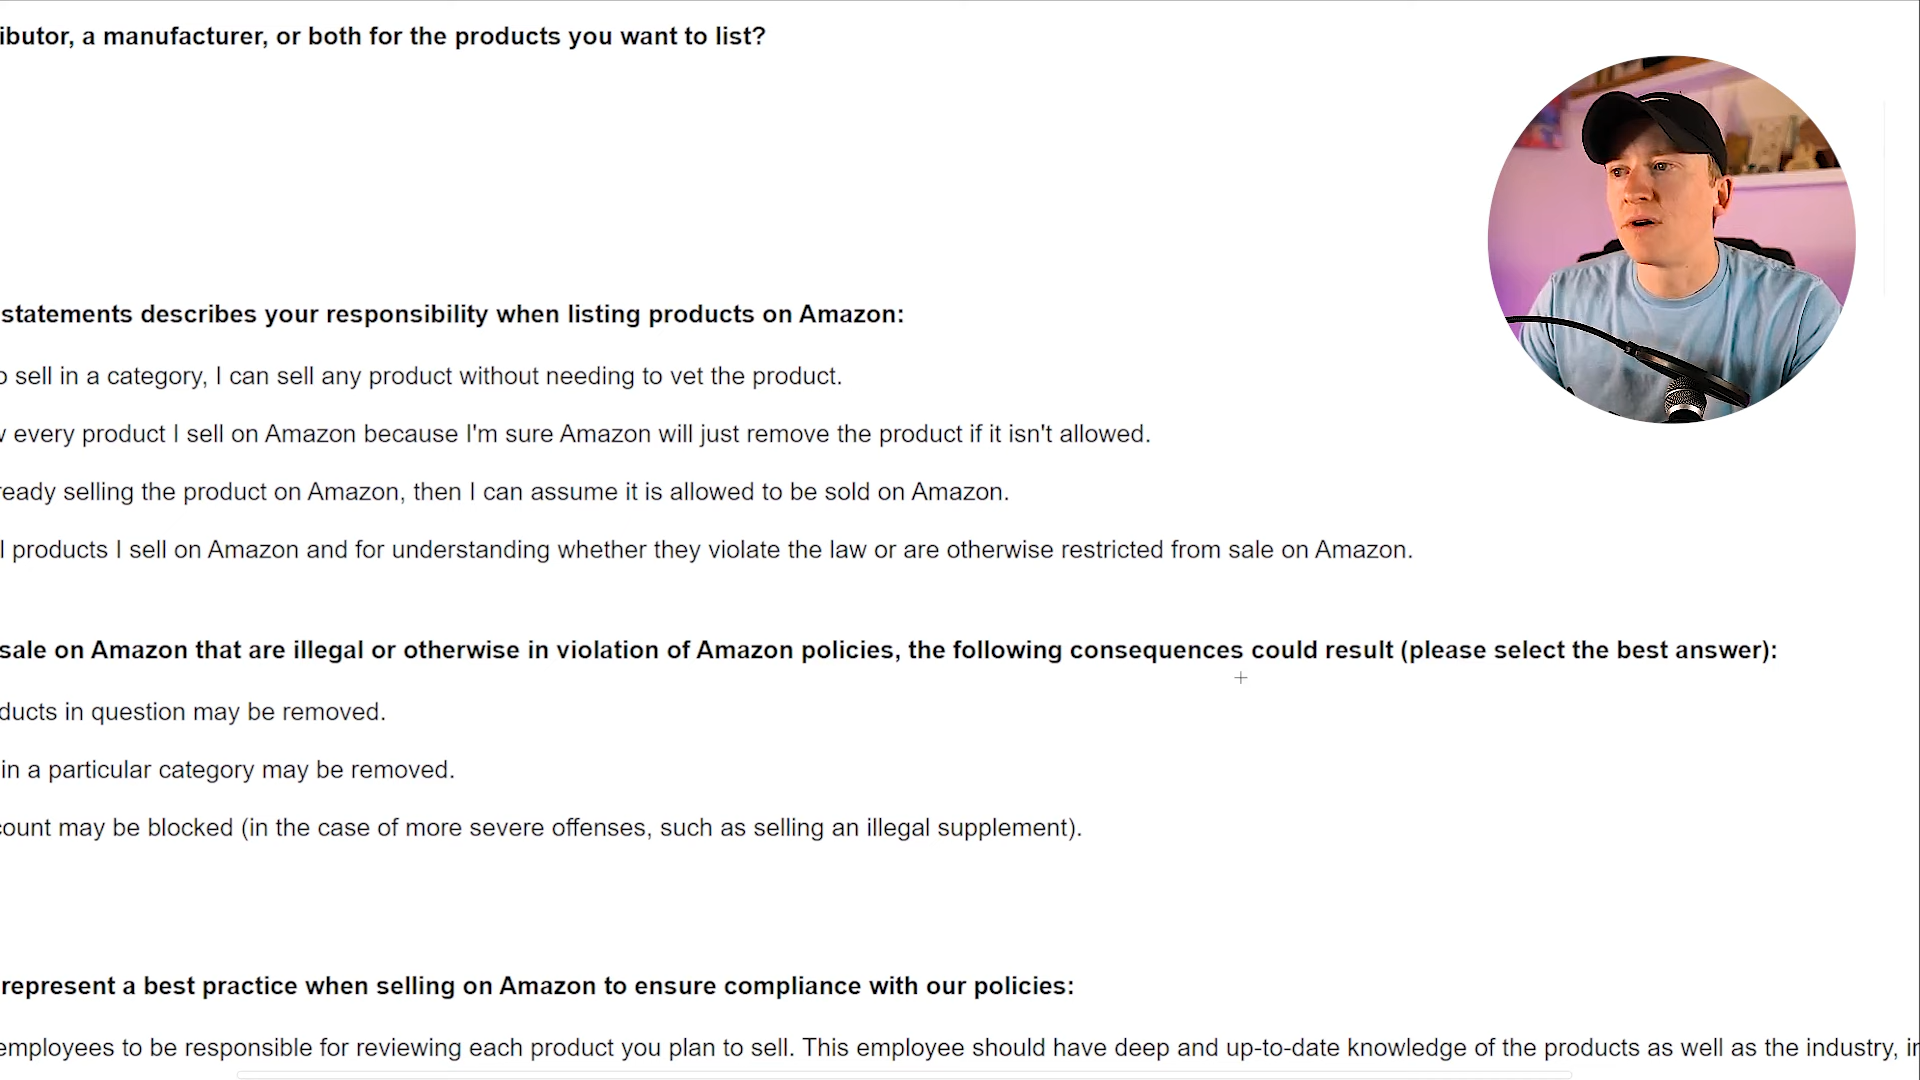 ibutor, a manufacturer, or both for the products you want to list?
statements describes your responsibility when listing products on Amazon:
o sell in a category, I can sell any product without needing to vet the product.
every product I sell on Amazon because I'm sure Amazon will just remove the product if it isn't allowed.
ready selling the product on Amazon, then I can assume it is allowed to be sold on Amazon.
l products I sell on Amazon and for understanding whether they violate the law or are otherwise restricted from sale on Amazon.
sale on Amazon that are illegal or otherwise in violation of Amazon policies, the following consequences could result (please select the best answer):
ducts in question may be removed.
in a particular category may be removed.
count may be blocked (in the case of more severe offenses, such as selling an illegal supplement).
represent a best practice when selling on Amazon to ensure compliance with our policies:
employees to be responsible for reviewing each product you plan to sell. This employee should have deep and up-to-date knowledge of the products as well as the industry, in